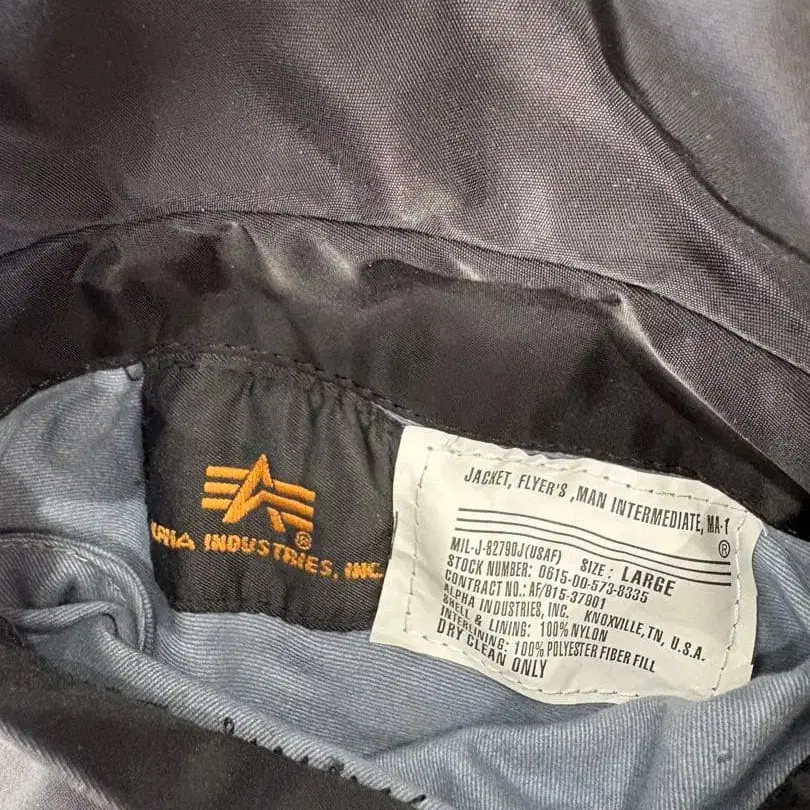 INDUSTRIES, INC.
®
JACKET, FLYER'S ,MAN INTERMEDIATE, MA-1
®
MIL-J-82790J(USAF) SIZE: LARGE
STOCK NUMBER: 0615-DO-573-8335
CONTRACT NO.: AF/815-37901
ALPHA INDUSTRIES, INC. KNOXVILLE, TN, U.S.A.
SHELL & LINING: 100% NYLON
INTERLINING: 100% POLYESTER FIBER FILL
DRY CLEAN ONLY